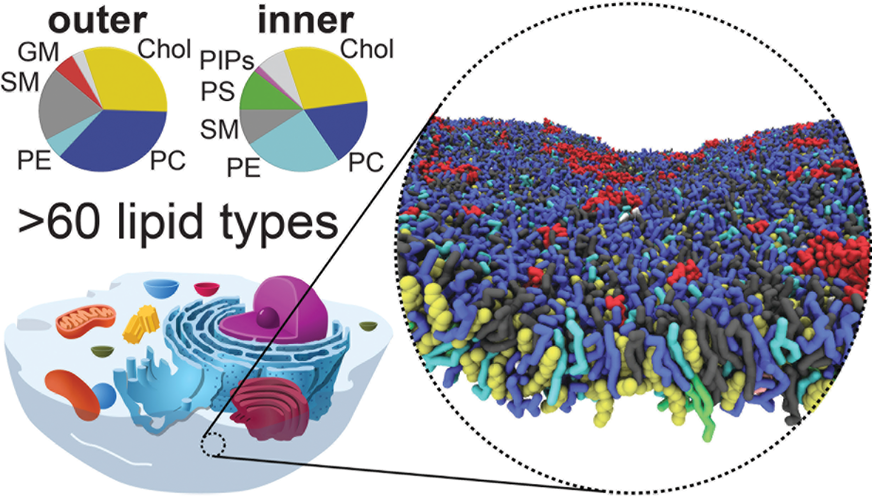 outer
GM
Chol
SM
PE
PC
inner
PIPs
Chol
PS
SM
PE
PC
>60 lipid types